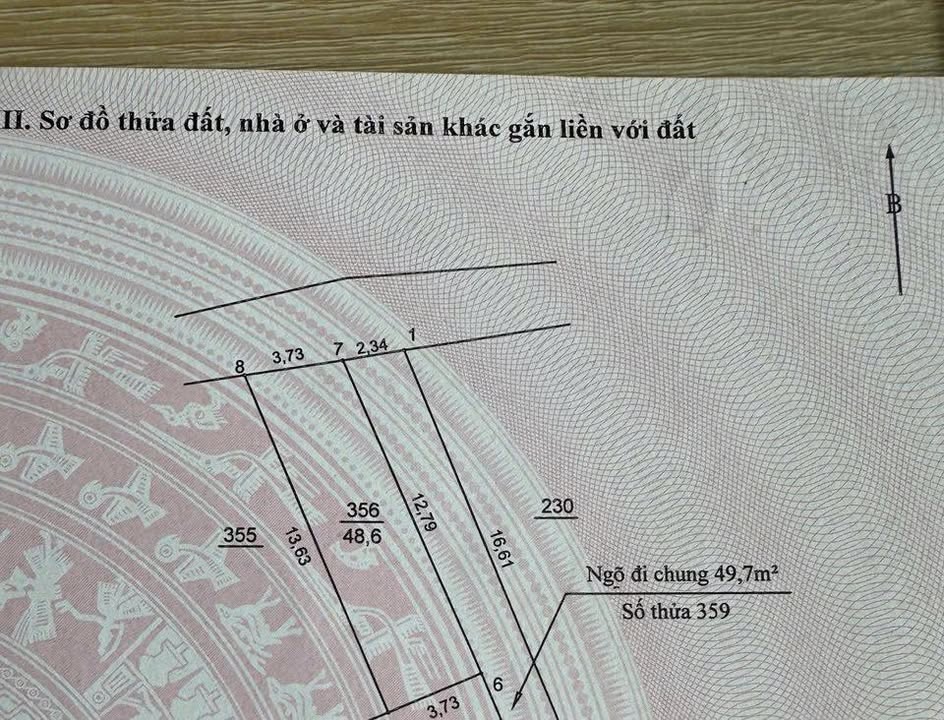 II. Sơ đồ thửa đất, nhà ở và tài sản khác gắn liền với đất
B
1
8 3,73 7 2,34
355
13,63
356
48,6
12,79
16,61
230
Ngõ đi chung 49,7m²
Số thửa 359
6
3,73